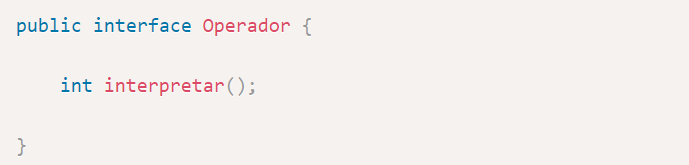 public interface Operador {
int interpretar();
}